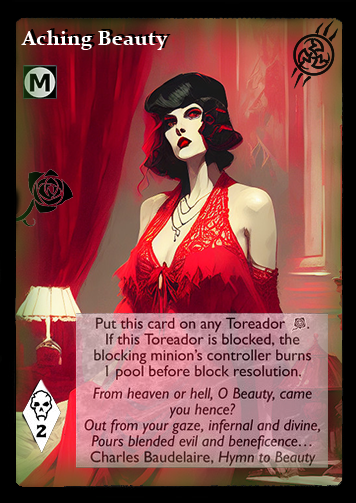 Aching Beauty
M
Put this card on any Toreador.
If this Toreador is blocked, the
blocking minion's controller burns
1 pool before block resolution.
From heaven or hell, O Beauty, came
you hence?
Out from your gaze, infernal and divine,
Pours blended evil and beneficence...
Charles Baudelaire, Hymn to Beauty
2